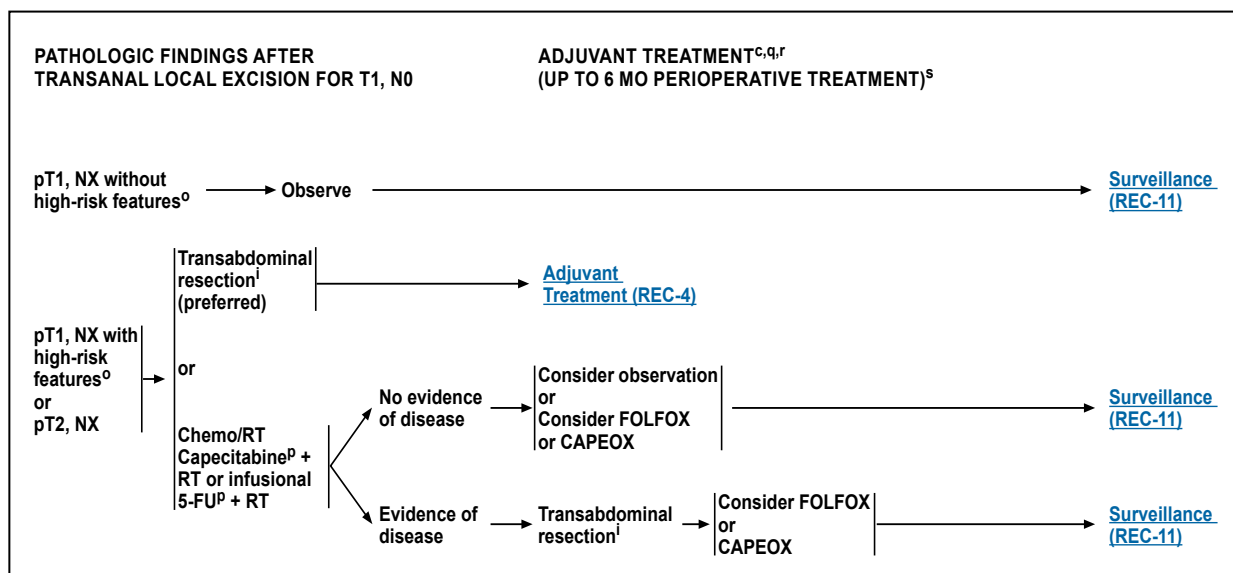 PATHOLOGIC FINDINGS AFTER
TRANSANAL LOCAL EXCISION FOR T1, N0
ADJUVANT TREATMENTc,q,r
(UP TO 6 MO PERIOPERATIVE TREATMENT)s
pT1, NX without
high-risk featureso
Observe
Surveillance
(REC-11)
Transabdominal
resectioni
(preferred)
Adjuvant
Treatment (REC-4)
pT1, NX with
high-risk
featureso
or
pT2, NX
or
Chemo/RT
Capecitabinep +
RT or infusional
5-FUp + RT
No evidence
of disease
Consider observation
or
Consider FOLFOX
or CAPEOX
Surveillance
(REC-11)
Evidence of
disease
Transabdominal
resectioni
Consider FOLFOX
or
CAPEOX
Surveillance
(REC-11)